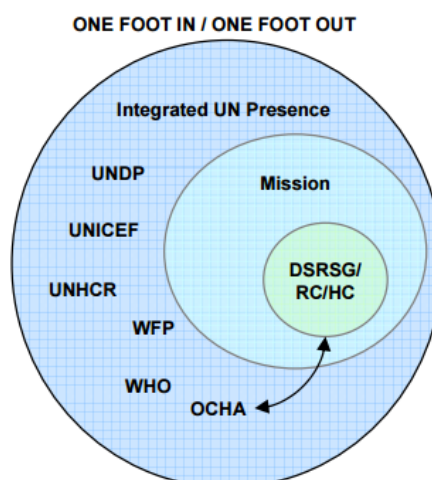 ONE FOOT IN / ONE FOOT OUT
Integrated UN Presence
UNDP
Mission
UNICEF
DSRSG/
RC/HC
UNHCR
WFP
WHO
OCHA